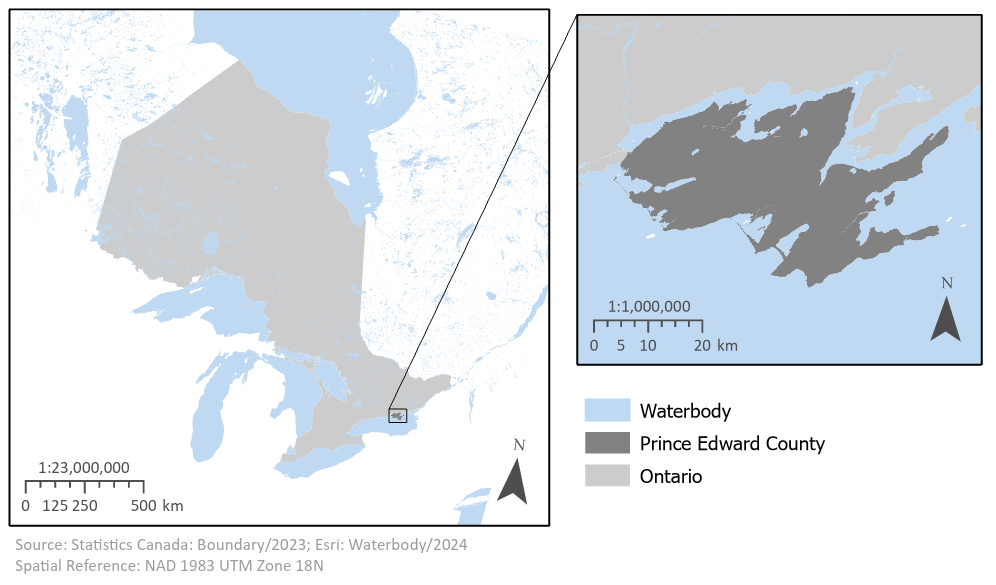 N
1:23,000,000
0 125 250 500 km
N
1:1,000,000
0 5 10 20 km
Waterbody
Prince Edward County
Ontario
Source: Statistics Canada: Boundary/2023; Esri: Waterbody/2024
Spatial Reference: NAD 1983 UTM Zone 18N